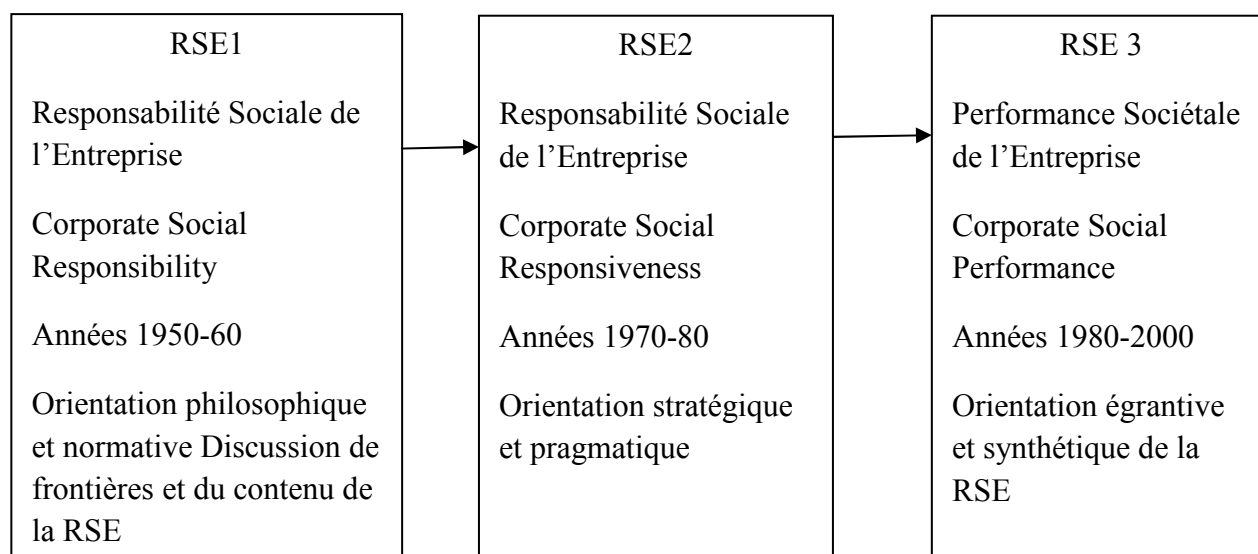 RSE1
Responsabilité Sociale de
l’Entreprise
Corporate Social
Responsibility
Années 1950-60
Orientation philosophique
et normative Discussion de
frontières et du contenu de
la RSE
RSE2
Responsabilité Sociale
de l’Entreprise
Corporate Social
Responsiveness
Années 1970-80
Orientation stratégique
et pragmatique
RSE 3
Performance Sociétale
de l’Entreprise
Corporate Social
Performance
Années 1980-2000
Orientation égrantive
et synthétique de la
RSE